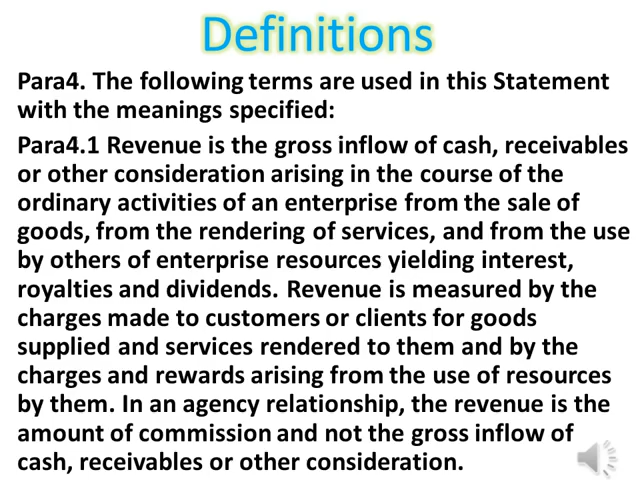 Definitions
Para4. The following terms are used in this Statement
with the meanings specified:
Para4.1 Revenue is the gross inflow of cash, receivables
or other consideration arising in the course of the
ordinary activities of an enterprise from the sale of
goods, from the rendering of services, and from the use
by others of enterprise resources yielding interest,
royalties and dividends. Revenue is measured by the
charges made to customers or clients for goods
supplied and services rendered to them and by the
charges and rewards arising from the use of resources
by them. In an agency relationship, the revenue is the
amount of commission and not the gross inflow of
cash, receivables or other consideration.